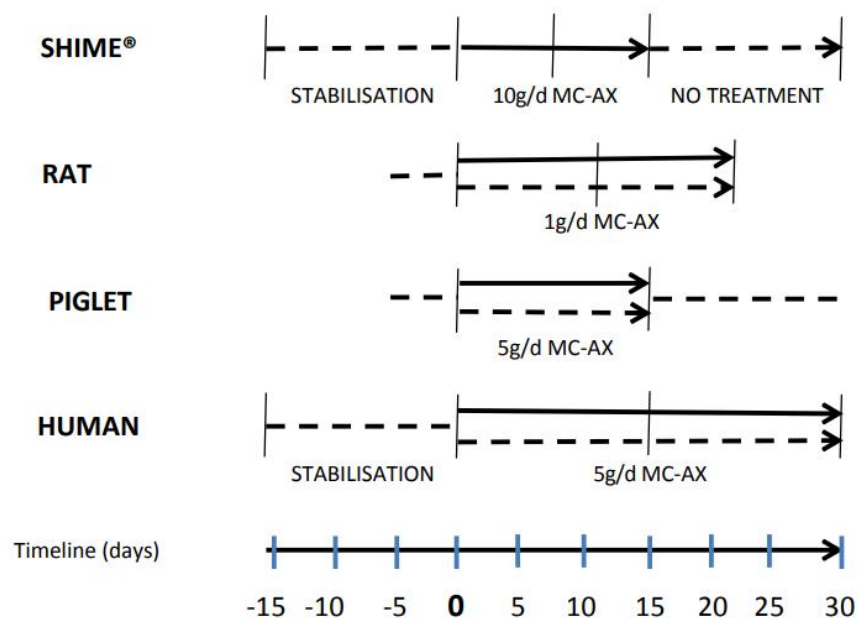 SHIME®
STABILISATION 10g/d MC-AX NO TREATMENT
RAT
1g/d MC-AX
PIGLET
5g/d MC-AX
HUMAN
STABILISATION 5g/d MC-AX
Timeline (days)
-15 -10 -5 0 5 10 15 20 25 30